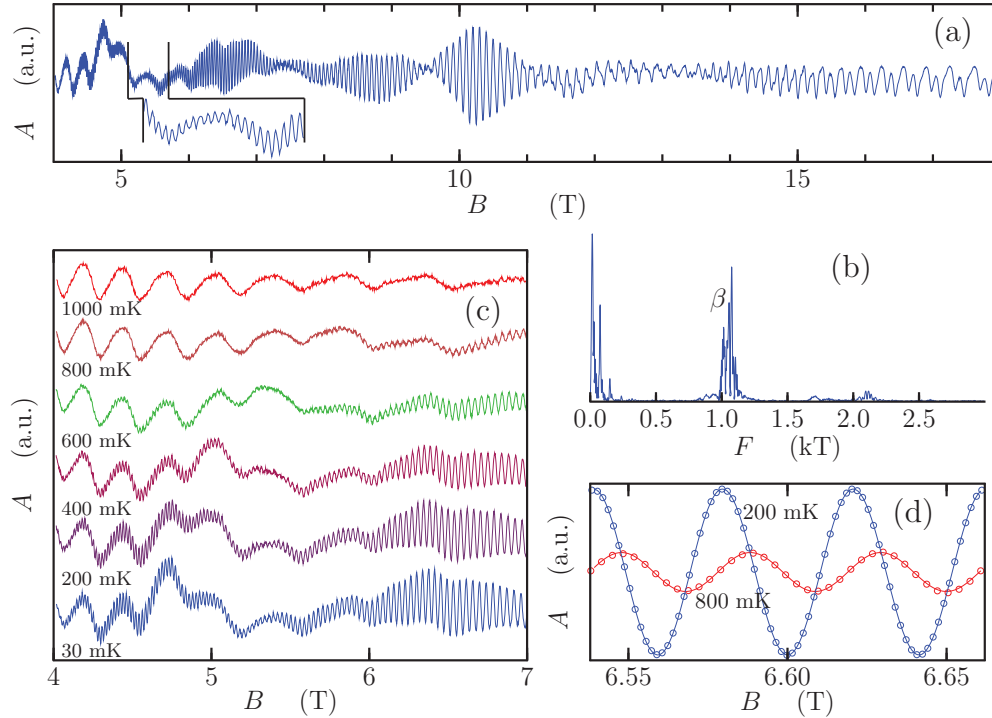 (a)
A (a.u.)
5 10 15
B (T)
(b)
β
0.0 0.5 1.0 1.5 2.0 2.5
F (kT)
(c)
A (a.u.)
1000 mK
800 mK
600 mK
400 mK
200 mK
30 mK
4 5 6 7
B (T)
(d)
A (a.u.)
200 mK
800 mK
6.55 6.60 6.65
B (T)